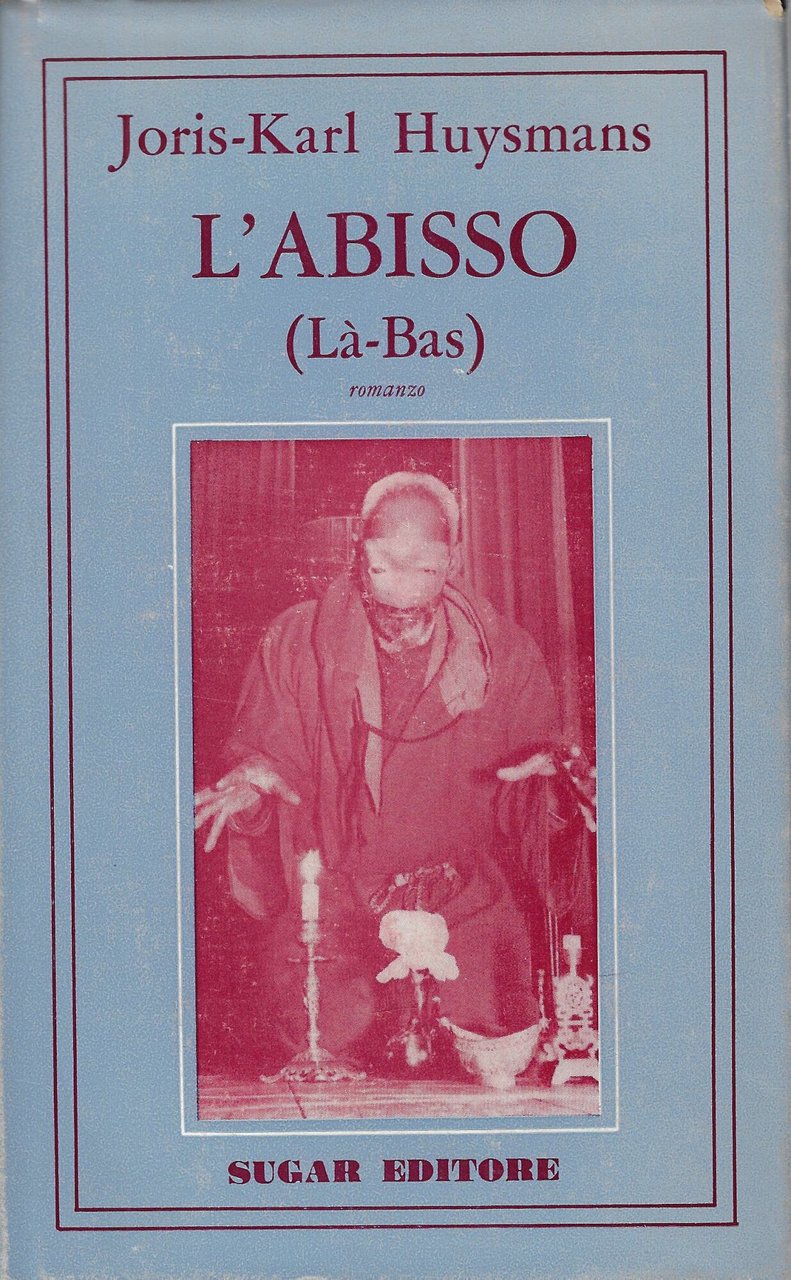 Joris-Karl Huysmans
L'ABISSO
(Là-Bas)
romanzo
SUGAR EDITORE